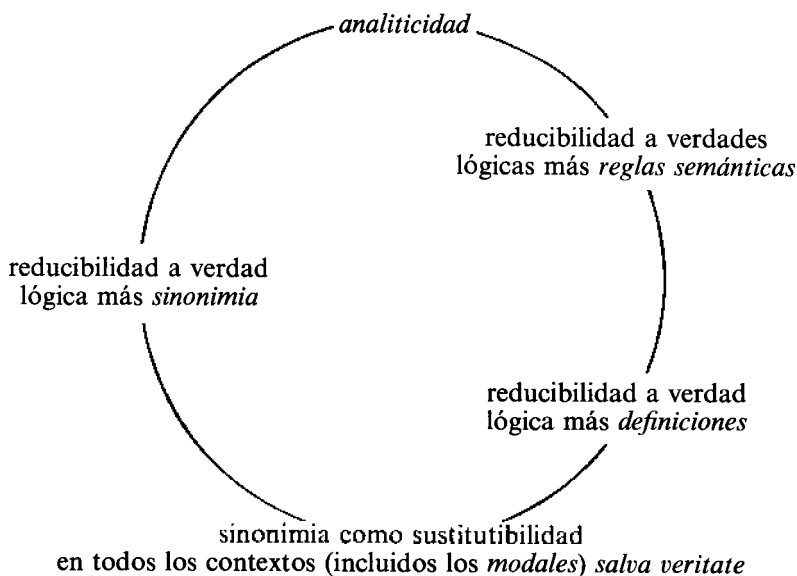 analiticidad
reducibilidad a verdades
lógicas más reglas semánticas
reducibilidad a verdad
lógica más sinonimia
reducibilidad a verdad
lógica más definiciones
sinonimia como sustitutibilidad
en todos los contextos (incluidos los modales) salva veritate